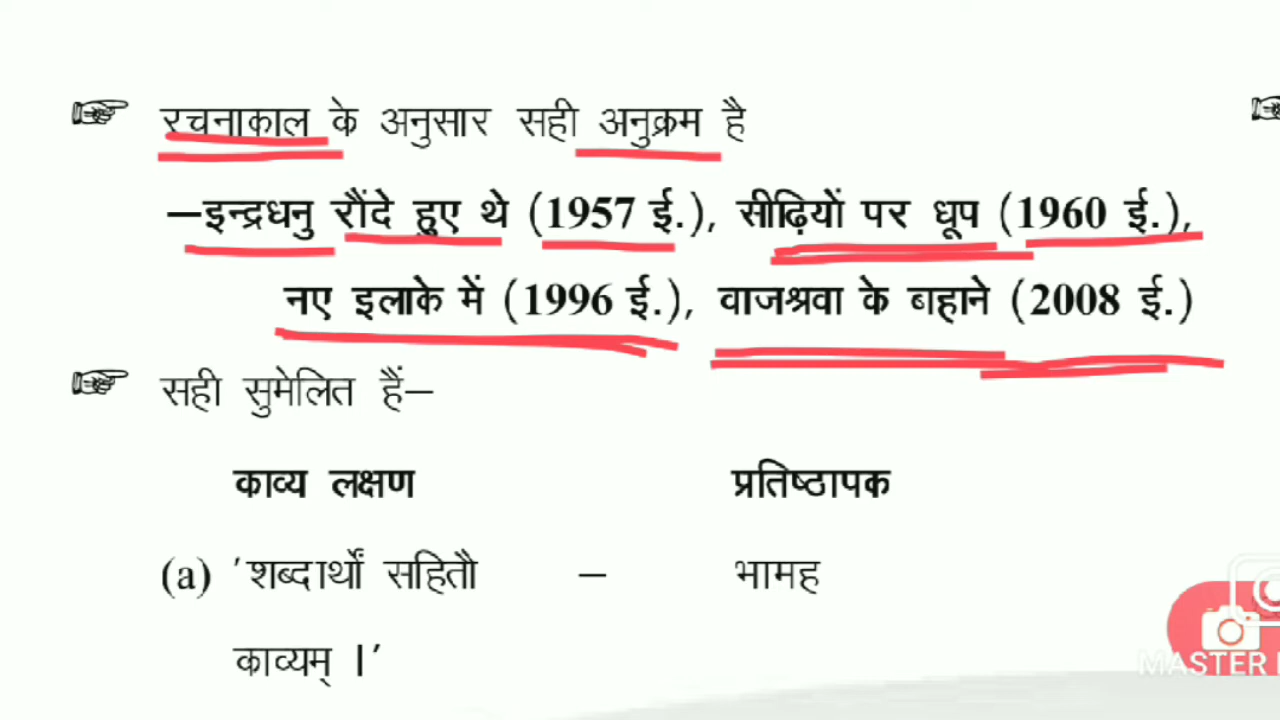 ☞ रचनाकाल के अनुसार सही अनुक्रम है
–इन्द्रधनु रौंदे हुए थे (1957 ई.), सीढ़ियों पर धूप (1960 ई.),
नए इलाके में (1996 ई.), वाजश्रवा के बहाने (2008 ई.)
☞ सही सुमेलित हैं–
काव्य लक्षण प्रतिष्ठापक
(a) 'शब्दार्थों सहितौ – भामह
काव्यम् ।'
MASTER